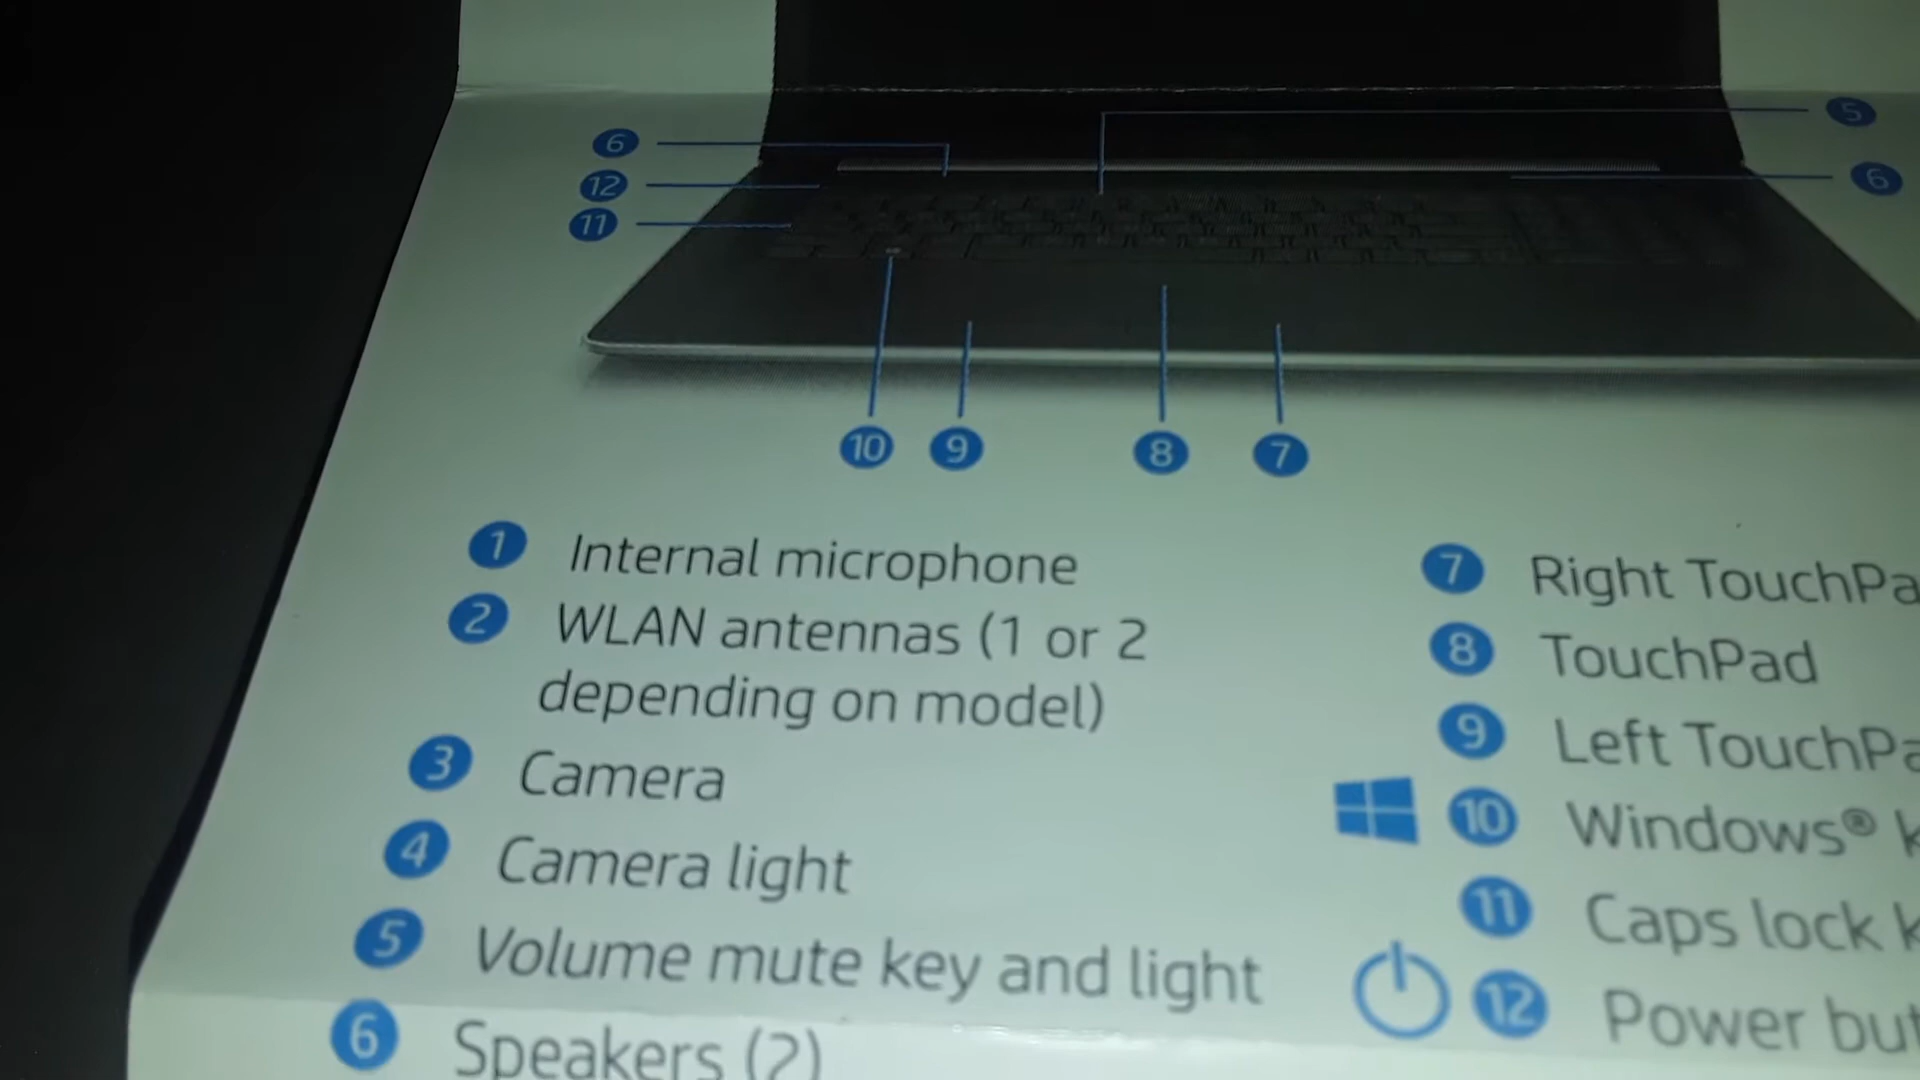 5
6
12
6
11
10 9 8 7
1 Internal microphone
2 WLAN antennas (1 or 2
depending on model)
3 Camera
4 Camera light
5 Volume mute key and light
6 Speakers (2)
7 Right TouchPa
8 TouchPad
9 Left TouchPa
10 Windows® k
11 Caps lock k
12 Power but